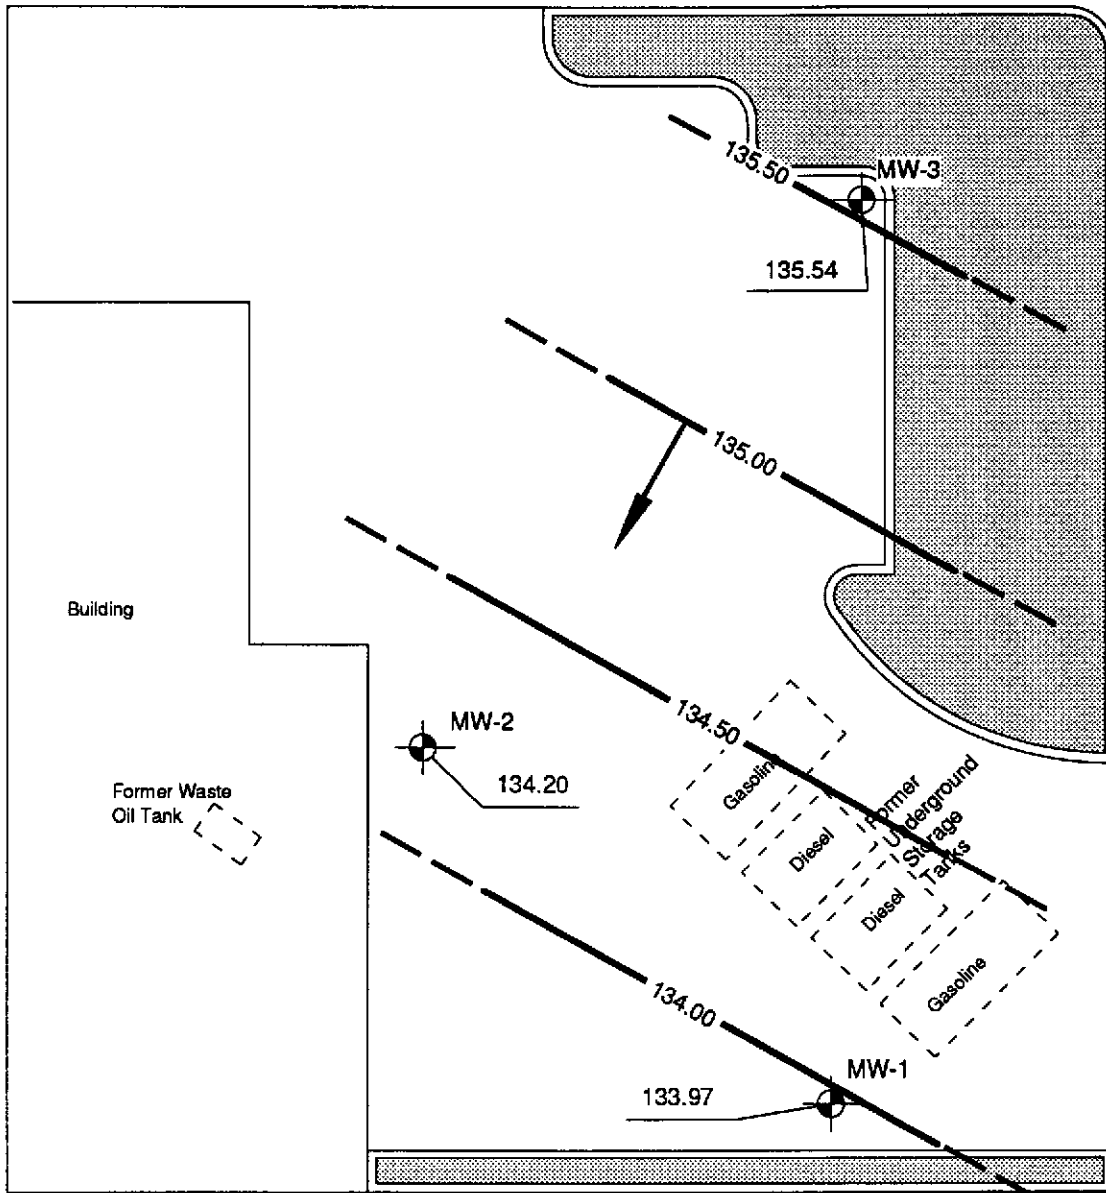 135.50
MW-3
135.54
135.00
Building
134.50
MW-2
134.20
Former Waste
Oil Tank
Gasoline
Diesel
Diesel
Gasoline
Former
Underground
Storage
Tanks
134.00
MW-1
133.97